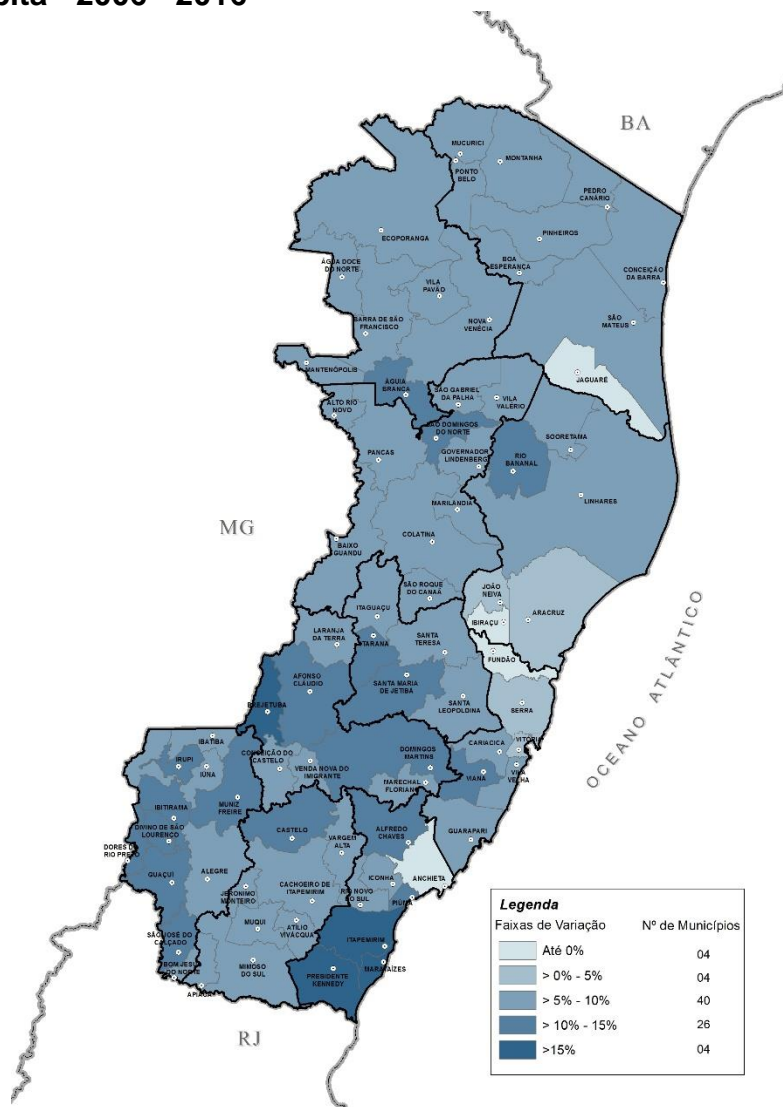 2010
BA
MUCURICI
MONTANHA
PONTO
BELO
PEDRO
CANÁRIO
ECOPORANGA
PINHEIROS
ÁGUA DOCE
DO NORTE
BOA
ESPERANÇA
CONCEIÇÃO
DA BARRA
VILA
PAVÃO
BARRA DE SÃO
FRANCISCO
NOVA
VENÉCIA
SÃO
MATEUS
MANTENÓPOLIS
ÁGUIA
BRANCA
JAGUARÉ
SÃO GABRIEL
DA PALHA
VILA
VALÉRIO
ALTO RIO
NOVO
SÃO DOMINGOS
DO NORTE
SOORETAMA
PANCAS
GOVERNADOR
LINDENBERG
RIO
BANANAL
LINHARES
MARILÂNDIA
MG
COLATINA
BAIXO
GUANDU
SÃO ROQUE
DO CANAÃ
JOÃO
NEIVA
ITAGUAÇU
IBIRAÇU
ARACRUZ
LARANJA
DA TERRA
ITARANA
SANTA
TERESA
FUNDÃO
AFONSO
CLÁUDIO
SANTA MARIA
DE JETIBÁ
BREJETUBA
SANTA
LEOPOLDINA
SERRA
OCEANO ATLÂNTICO
IBATIBA
CONCEIÇÃO DO
CASTELO
DOMINGOS
MARTINS
CARIACICA
VITÓRIA
IRUPI
IÚNA
VENDA NOVA DO
IMIGRANTE
MARECHAL
FLORIANO
VIANA
VILA
VELHA
IBITIRAMA
MUNIZ
FREIRE
DIVINO DE SÃO
LOURENÇO
CASTELO
ALFREDO
CHAVES
GUARAPARI
DORES DO
RIO PRETO
VARGEM
ALTA
GUAÇUÍ
ALEGRE
ICONHA
ANCHIETA
JERÔNIMO
MONTEIRO
CACHOEIRO DE
ITAPEMIRIM
RIO NOVO
DO SUL
PIÚMA
MUQUI
ATÍLIO
VIVÁCQUA
SÃO JOSÉ DO
CALÇADO
ITAPEMIRIM
BOM JESUS
DO NORTE
MIMOSO
DO SUL
PRESIDENTE
KENNEDY
MARATAÍZES
APIACÁ
RJ
Legenda
Faixas de Variação Nº de Municípios
Até 0% 04
> 0% - 5% 04
> 5% - 10% 40
> 10% - 15% 26
>15% 04